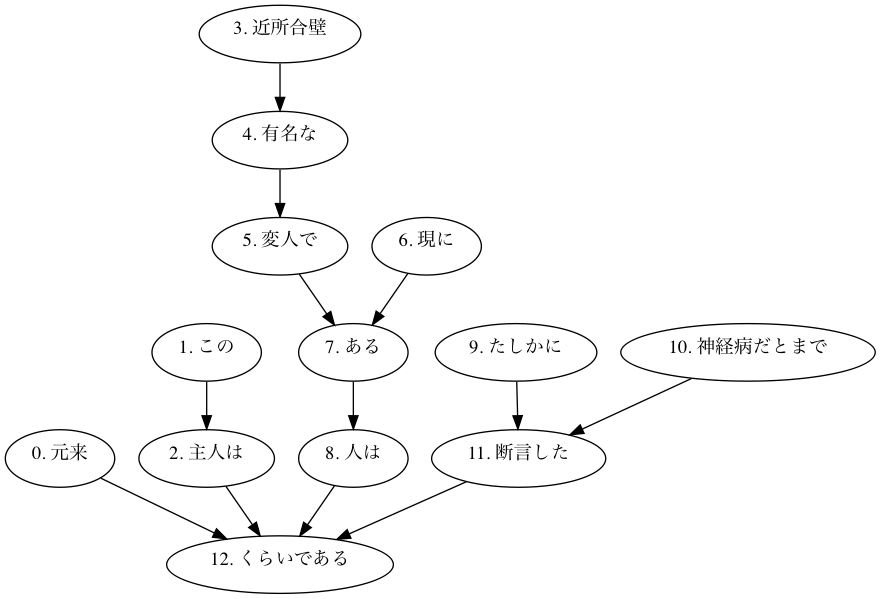 3. 近所合壁
4. 有名な
5. 変人で
6. 現に
1. この
7. ある
9. たしかに
10. 神経病だとまで
0. 元来
2. 主人は
8. 人は
11. 断言した
12. くらいである